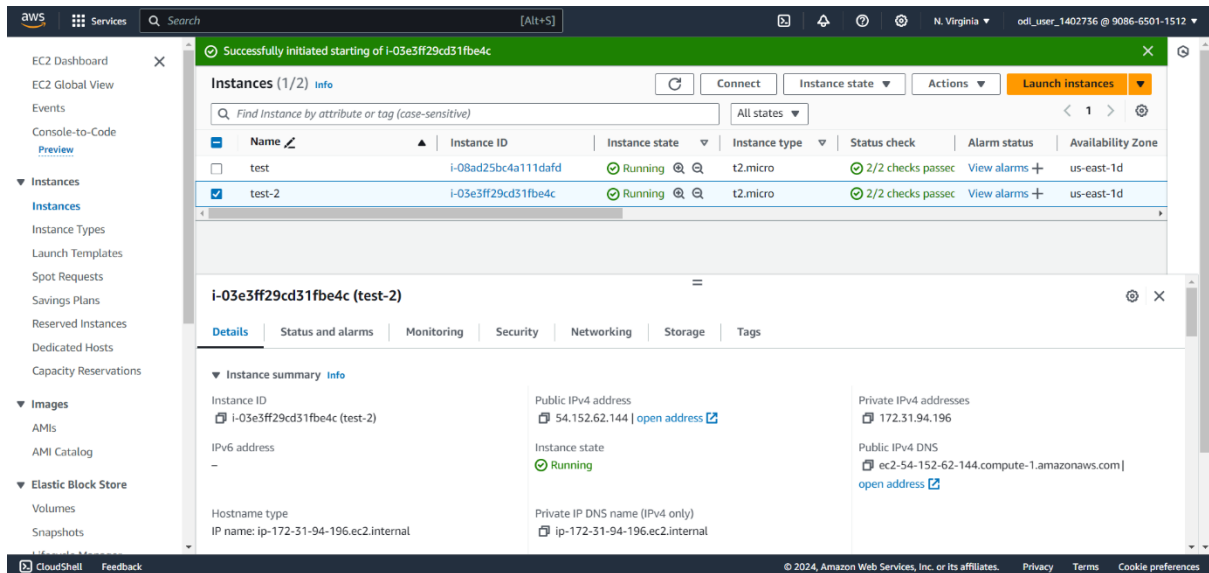 aws Services Search [Alt+S] N. Virginia odl_user_1402736 @ 9086-6501-1512
EC2 Dashboard
EC2 Global View
Events
Console-to-Code
Preview
Instances
Instances
Instance Types
Launch Templates
Spot Requests
Savings Plans
Reserved Instances
Dedicated Hosts
Capacity Reservations
Images
AMIs
AMI Catalog
Elastic Block Store
Volumes
Snapshots
Successfully initiated starting of i-03e3ff29cd31fbe4c
Instances (1/2) Info Connect Instance state Actions Launch instances
Find Instance by attribute or tag (case-sensitive) All states 1
Name Instance ID Instance state Instance type Status check Alarm status Availability Zone
test i-08ad25bc4a111dafd Running t2.micro 2/2 checks passec View alarms + us-east-1d
test-2 i-03e3ff29cd31fbe4c Running t2.micro 2/2 checks passec View alarms + us-east-1d
i-03e3ff29cd31fbe4c (test-2)
Details Status and alarms Monitoring Security Networking Storage Tags
Instance summary Info
Instance ID
i-03e3ff29cd31fbe4c (test-2)
Public IPv4 address
54.152.62.144 | open address
Private IPv4 addresses
172.31.94.196
IPv6 address
–
Instance state
Running
Public IPv4 DNS
ec2-54-152-62-144.compute-1.amazonaws.com |
open address
Hostname type
IP name: ip-172-31-94-196.ec2.internal
Private IP DNS name (IPv4 only)
ip-172-31-94-196.ec2.internal
CloudShell Feedback © 2024, Amazon Web Services, Inc. or its affiliates. Privacy Terms Cookie preferences